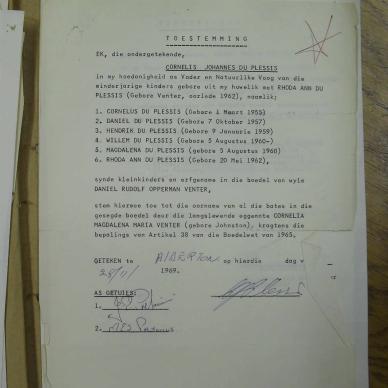 TOESTEMMING
EK, die ondergetekende,
CORNELIS JOHANNES DU PLESSIS
in my hoedanigheid as Vader en Natuurlike Voog van die
minderjarige kinders gebore uit my huwelik met RHODA ANN DU
PLESSIS (Gebore Venter, oorlede 1962), namelik;
1. CORNELUS DU PLESSIS (Gebore 1 Maart 1955)
2. DANIEL DU PLESSIS (Gebore 7 Oktober 1957)
3. HENDRIK DU PLESSIS (Gebore 9 Januarie 1959)
4. WILLEM DU PLESSIS (Gebore 5 Augustus 1960-)
5. MAGDALENA DU PLESSIS (Gebore 5 Augustus 1960)
6. RHODA ANN DU PLESSIS (Gebore 20 Mei 1962),
synde kleinkinders en erfgename in die boedel van wyle
DANIEL RUDOLF OPPERMAN VENTER,
stem hiermee toe tot die oorname van al die bates in die
gesegde boedel deur die langslewende eggenote CORNELIA
MAGDALENA MARIA VENTER (gebore Johnston), kragtens die
bepalings van Artikel 38 van die Boedelwet van 1965.
GETEKEN te ALBERTON op hierdie dag v
28/11/ 1969.
AS GETUIES:
1.
2.